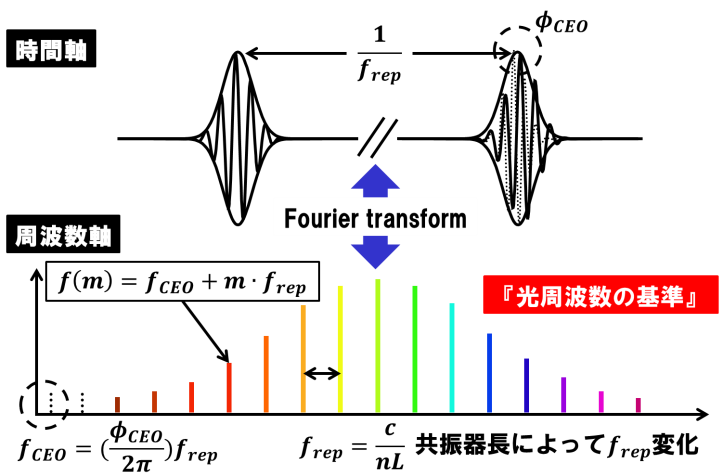 時間軸
1/f_rep
ϕ_CEO
Fourier transform
周波数軸
f(m) = f_CEO + m · f_rep
『光周波数の基準』
f_CEO = (ϕ_CEO/2π)f_rep
f_rep = c/nL 共振器長によってf_rep変化